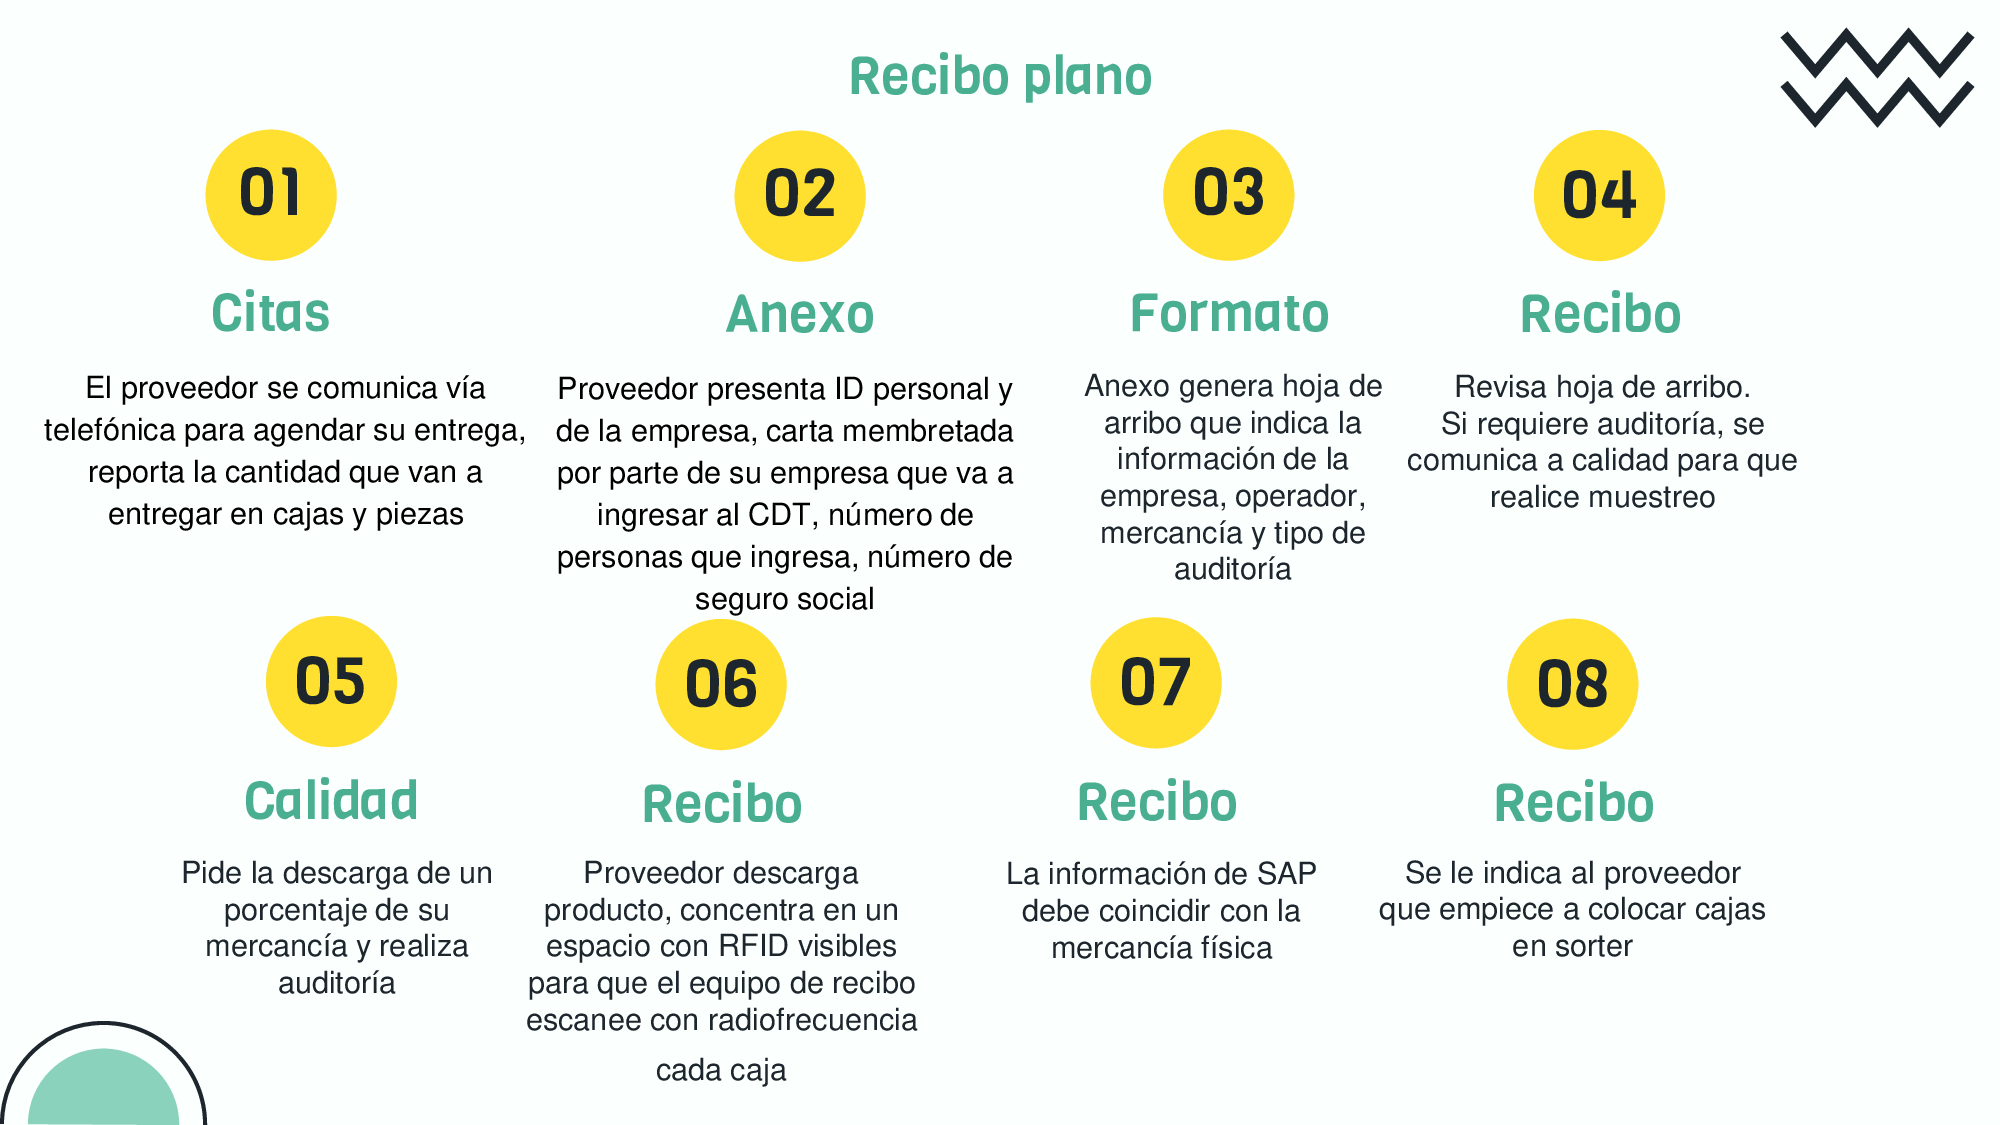 Recibo plano
01
Citas
El proveedor se comunica vía
telefónica para agendar su entrega,
reporta la cantidad que van a
entregar en cajas y piezas
02
Anexo
Proveedor presenta ID personal y
de la empresa, carta membretada
por parte de su empresa que va a
ingresar al CDT, número de
personas que ingresa, número de
seguro social
03
Formato
Anexo genera hoja de
arribo que indica la
información de la
empresa, operador,
mercancía y tipo de
auditoría
04
Recibo
Revisa hoja de arribo.
Si requiere auditoría, se
comunica a calidad para que
realice muestreo
05
Calidad
Pide la descarga de un
porcentaje de su
mercancía y realiza
auditoría
06
Recibo
Proveedor descarga
producto, concentra en un
espacio con RFID visibles
para que el equipo de recibo
escanee con radiofrecuencia
cada caja
07
Recibo
La información de SAP
debe coincidir con la
mercancía física
08
Recibo
Se le indica al proveedor
que empiece a colocar cajas
en sorter